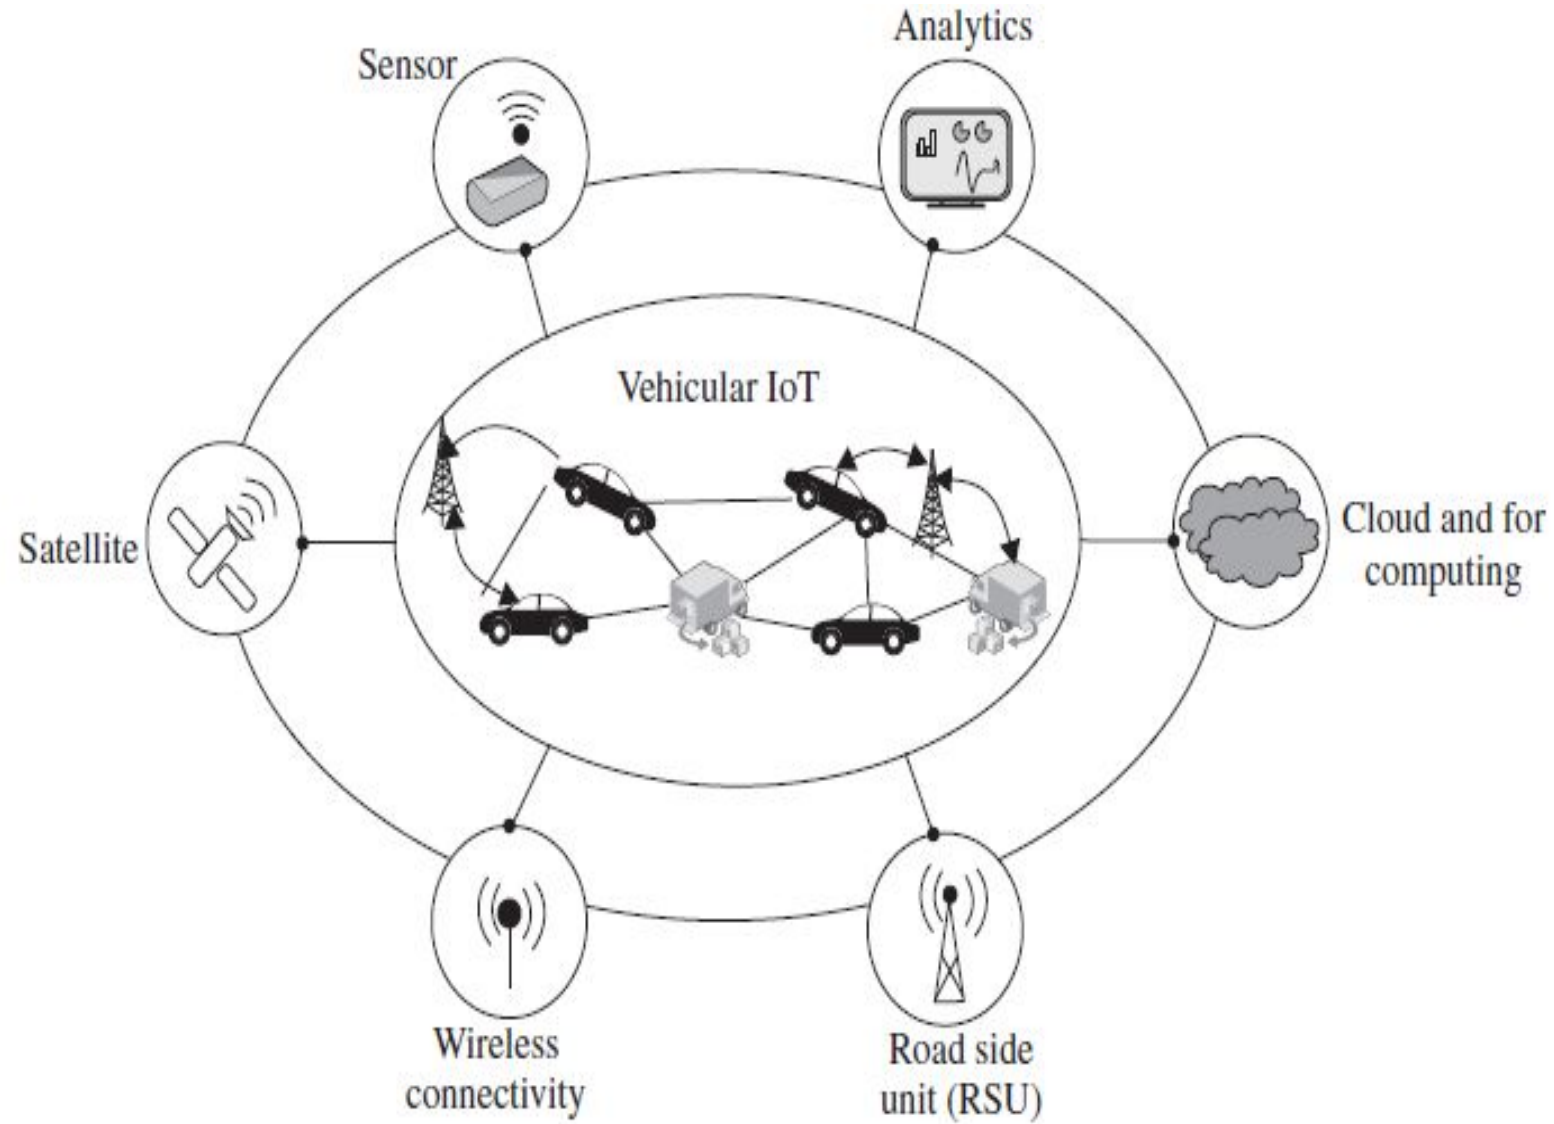 Analytics
Sensor
Vehicular IoT
Satellite
Cloud and for
computing
Wireless
connectivity
Road side
unit (RSU)